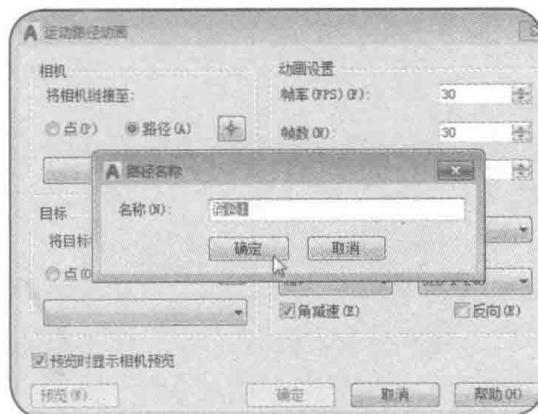 运动路径动画
相机
将相机链接至:
点(P) 路径(A)
动画设置
帧率(FPS)(F): 30
帧数(N): 30
路径名称
名称(N): 路径1
确定 取消
目标
将目标
点(O
角减速(E) 反向(R)
预览时显示相机预览
预览(W)... 确定 取消 帮助(H)